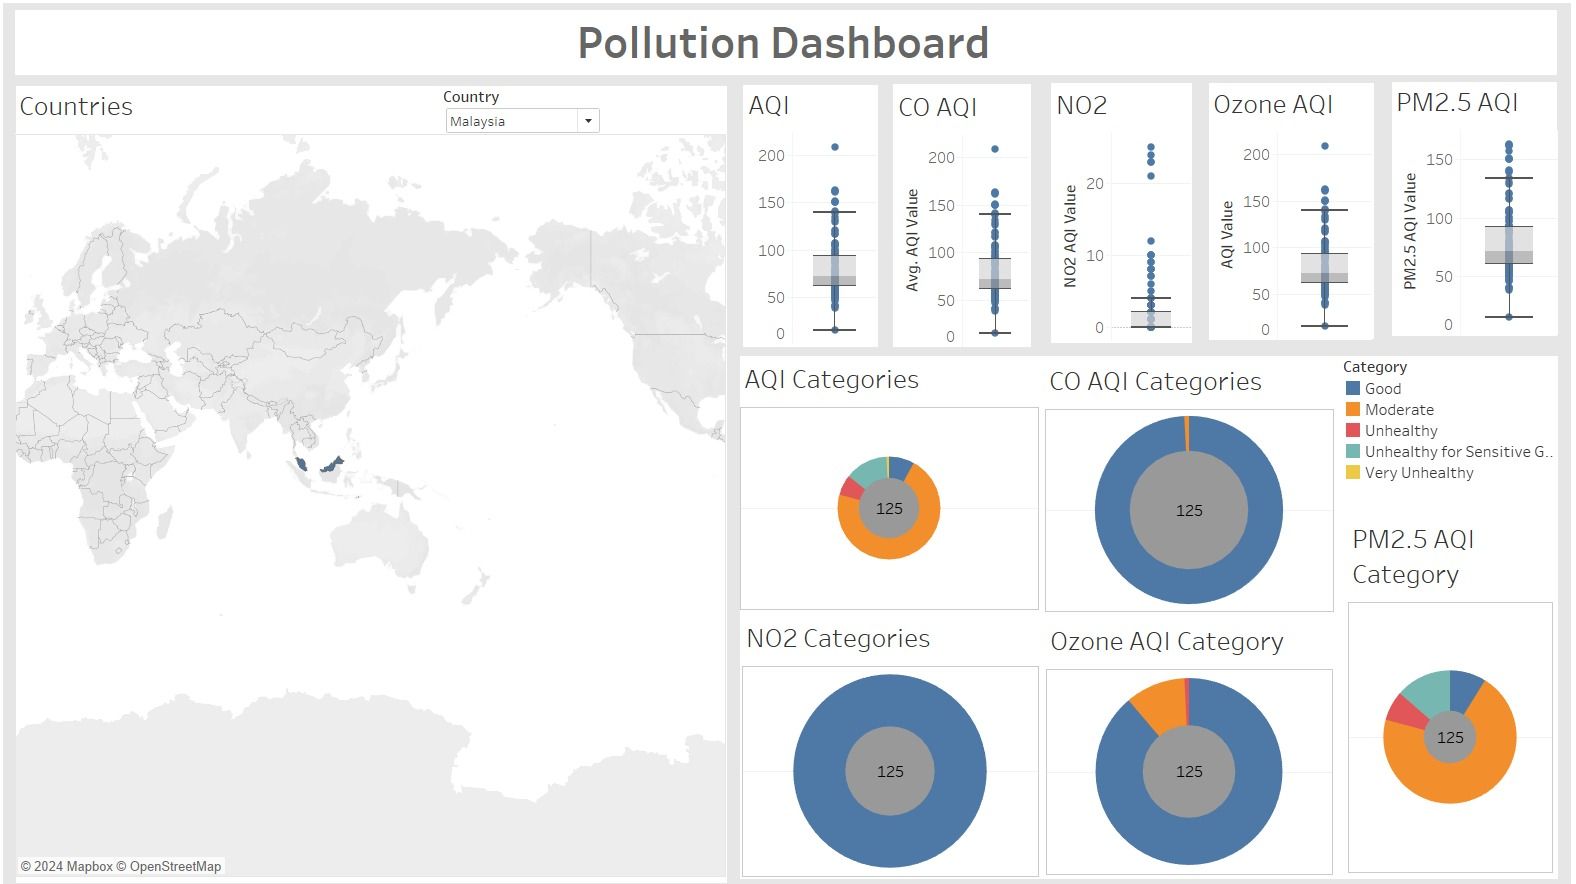 Pollution Dashboard
Countries
Country
Malaysia
© 2024 Mapbox © OpenStreetMap
AQI
200
150
100
50
0
CO AQI
Avg. AQI Value
200
150
100
50
0
NO2
NO2 AQI Value
20
10
0
Ozone AQI
AQI Value
200
150
100
50
0
PM2.5 AQI
PM2.5 AQI Value
150
100
50
0
AQI Categories
125
CO AQI Categories
125
Category
Good
Moderate
Unhealthy
Unhealthy for Sensitive G..
Very Unhealthy
NO2 Categories
125
Ozone AQI Category
125
PM2.5 AQI
Category
125